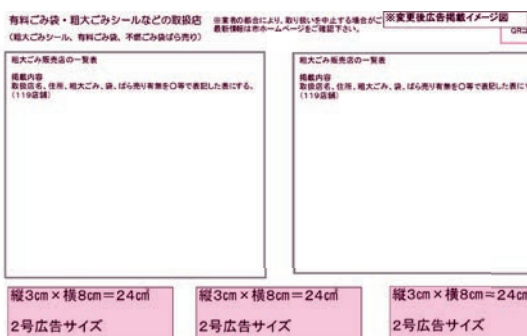 有料ごみ袋・粗大ごみシールなどの取扱店
(粗大ごみシール、有料ごみ袋、不燃ごみ袋ばら売り)
※業者の都合により、取り扱いを中止する場合がご
最新情報は市ホームページをご確認下さい。
※変更後広告掲載イメージ図
粗大ごみ販売店の一覧表
掲載内容
取扱店名、住所、粗大ごみ、袋、ばら売り有無を〇等で表記した表にする。
(119店舗)
粗大ごみ販売店の一覧表
掲載内容
取扱店名、住所、粗大ごみ、袋、ばら売り有無を〇等で表記した表に
(119店舗)
縦3cm×横8cm=24c㎡
2号広告サイズ
縦3cm×横8cm=24c㎡
2号広告サイズ
縦3cm×横8cm=24c
2号広告サイズ